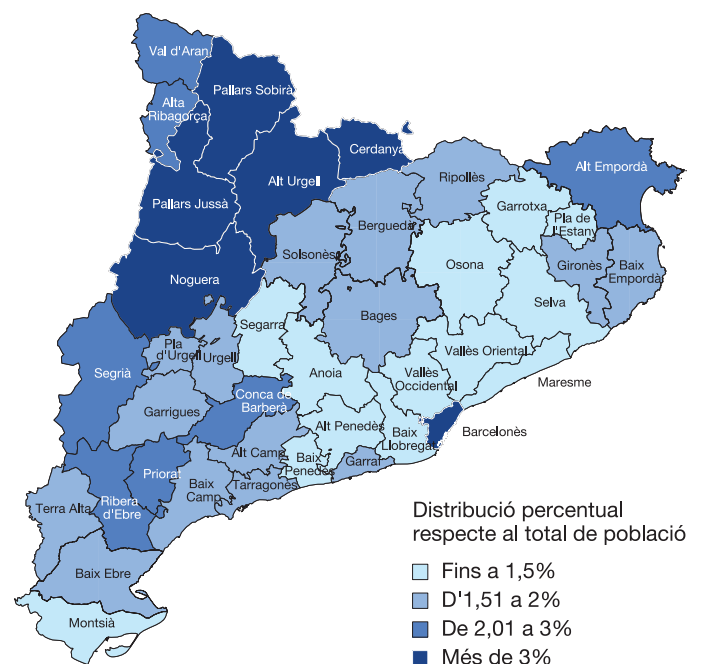 Val d'Aran
Pallars Sobirà
Alta
Ribagorça
Cerdanya
Alt Urgell
Ripollès
Alt Empordà
Pallars Jussà
Garrotxa
Pla de
l'Estany
Berguedà
Solsonès
Osona
Gironès
Baix
Empordà
Noguera
Selva
Segarra
Bages
Pla
d'Urgell
Urgell
Vallès Oriental
Segrià
Anoia
Vallès
Occidental
Maresme
Conca de
Barberà
Garrigues
Alt Penedès
Baix
Llobregat
Barcelonès
Alt Camp
Baix
Penedès
Garraf
Priorat
Baix
Camp
Tarragonès
Ribera
d'Ebre
Terra Alta
Baix Ebre
Montsià
Distribució percentual
respecte al total de població
Fins a 1,5%
D'1,51 a 2%
De 2,01 a 3%
Més de 3%